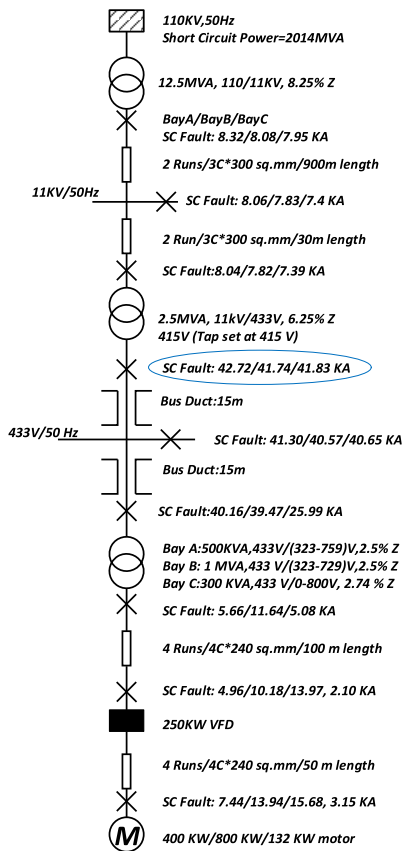 110KV,50Hz
Short Circuit Power=2014MVA
12.5MVA, 110/11KV, 8.25% Z
BayA/BayB/BayC
SC Fault: 8.32/8.08/7.95 KA
2 Runs/3C*300 sq.mm/900m length
11KV/50Hz
SC Fault: 8.06/7.83/7.4 KA
2 Run/3C*300 sq.mm/30m length
SC Fault:8.04/7.82/7.39 KA
2.5MVA, 11kV/433V, 6.25% Z
415V (Tap set at 415 V)
SC Fault: 42.72/41.74/41.83 KA
Bus Duct:15m
433V/50 Hz
SC Fault: 41.30/40.57/40.65 KA
Bus Duct:15m
SC Fault:40.16/39.47/25.99 KA
Bay A:500KVA,433V/(323-759)V,2.5% Z
Bay B: 1 MVA,433 V/(323-729)V,2.5% Z
Bay C:300 KVA,433 V/0-800V, 2.74 % Z
SC Fault: 5.66/11.64/5.08 KA
4 Runs/4C*240 sq.mm/100 m length
SC Fault: 4.96/10.18/13.97, 2.10 KA
250KW VFD
4 Runs/4C*240 sq.mm/50 m length
SC Fault: 7.44/13.94/15.68, 3.15 KA
M
400 KW/800 KW/132 KW motor